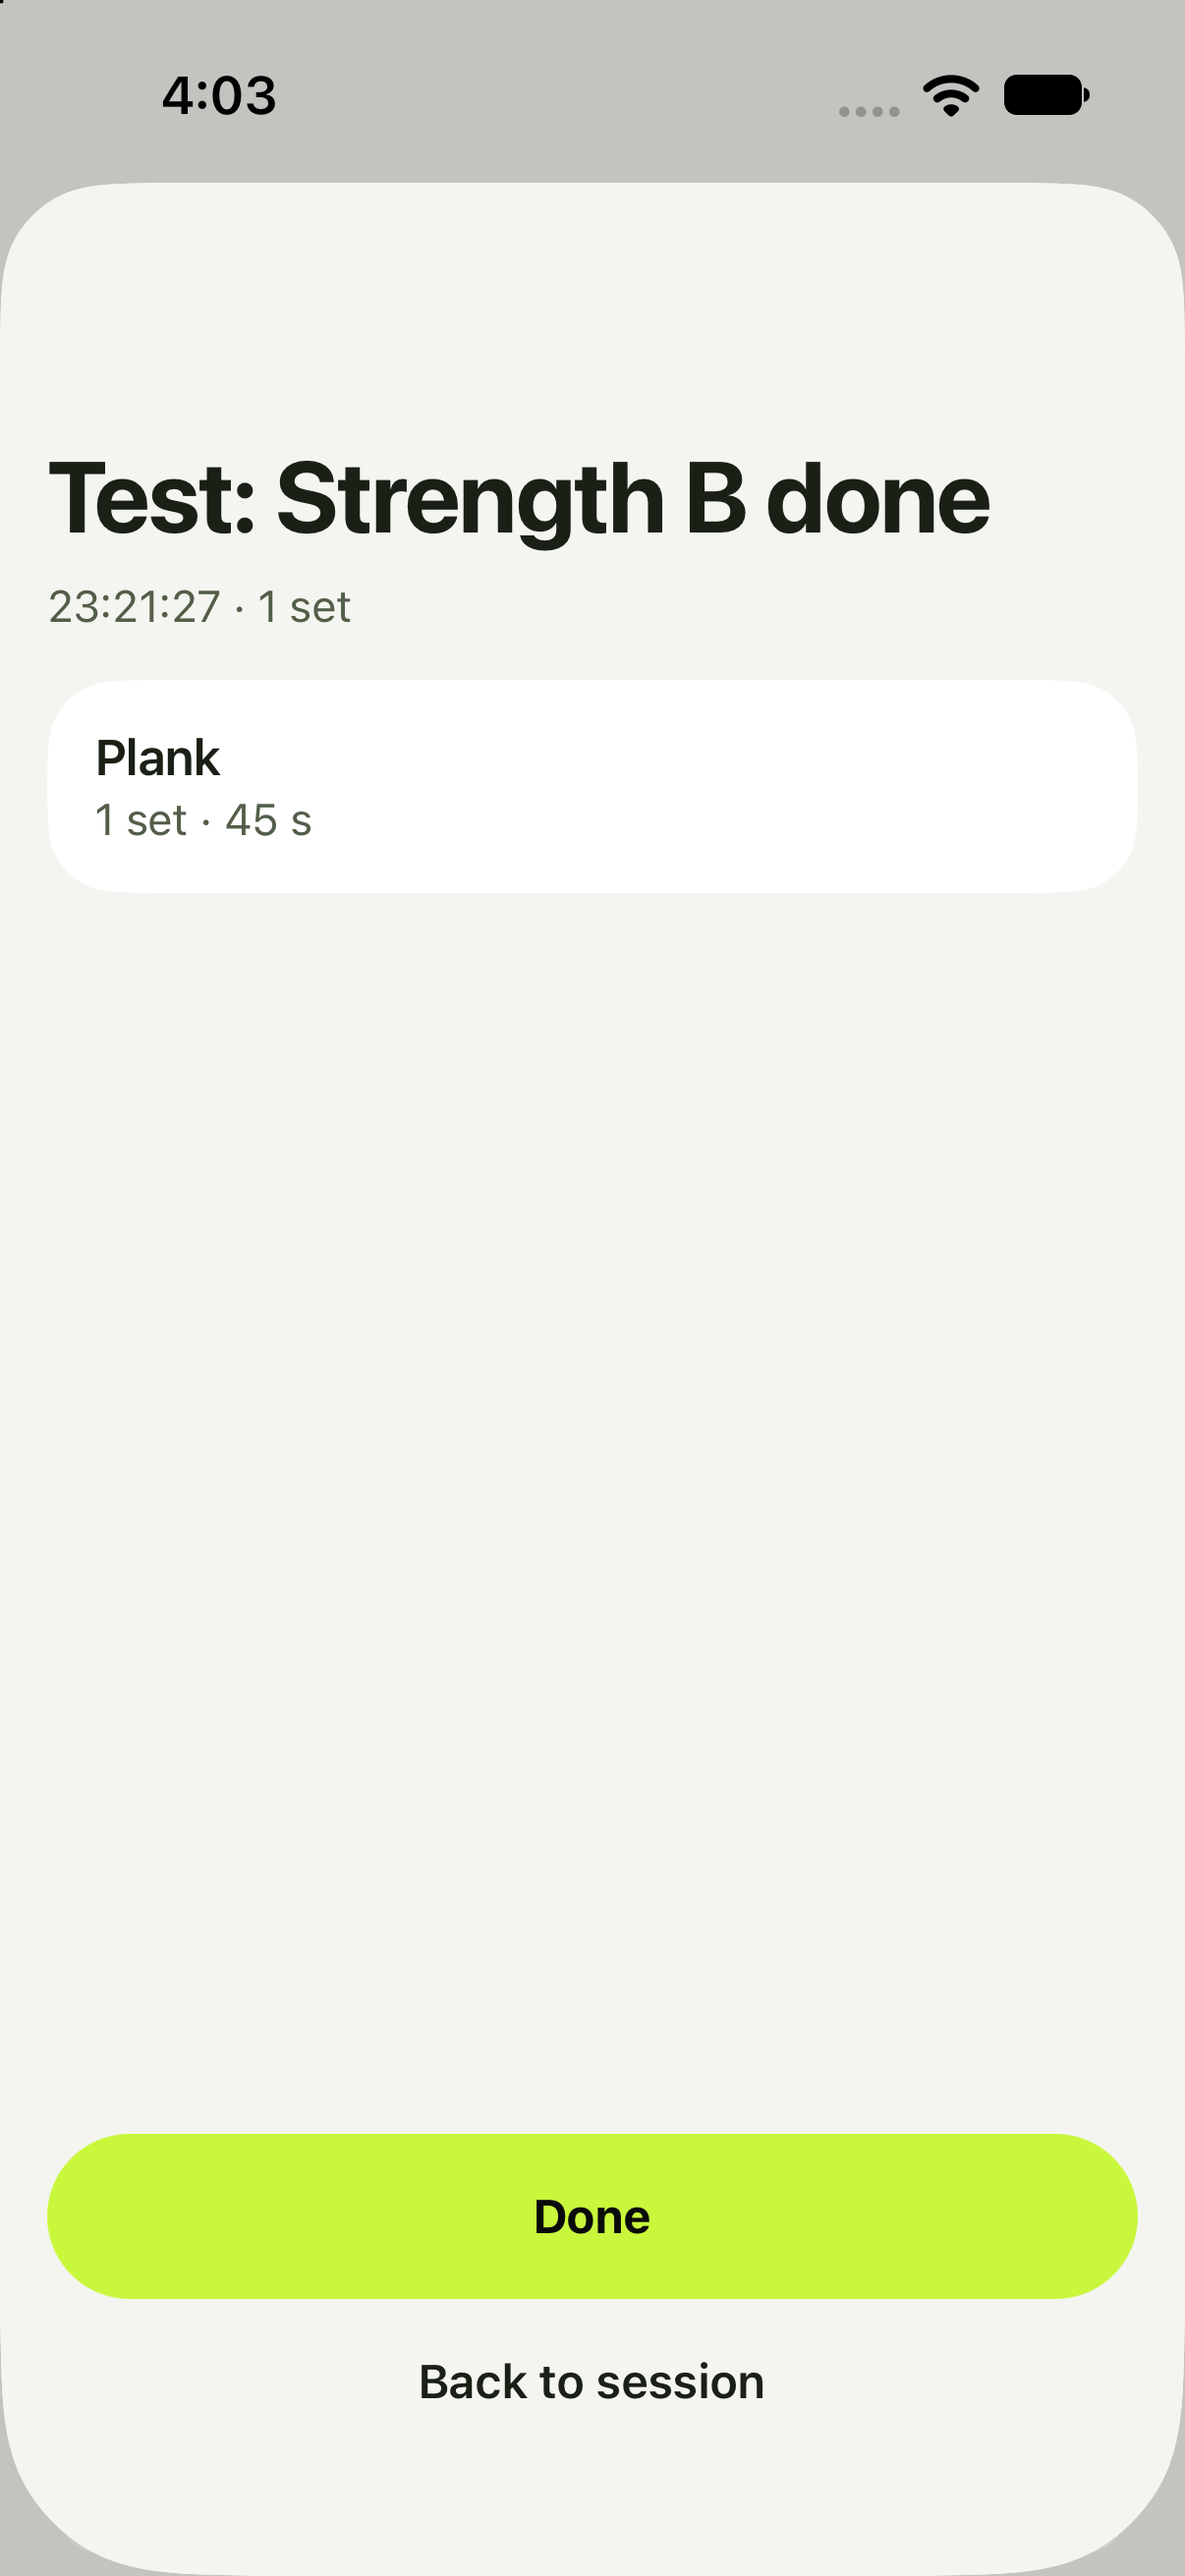 4:03
Test: Strength B done
23:21:27 · 1 set
Plank
1 set · 45 s
Done
Back to session